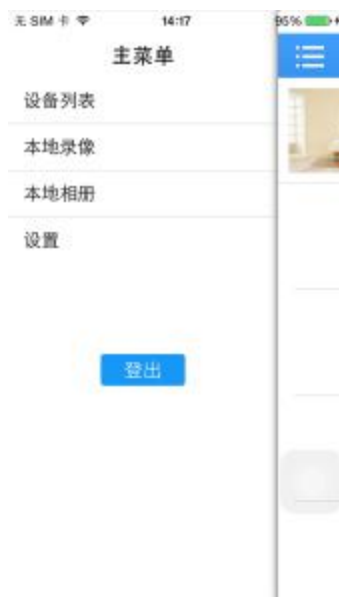 无 SIM 卡 14:17 95%
主菜单
设备列表
本地录像
本地相册
设置
登出